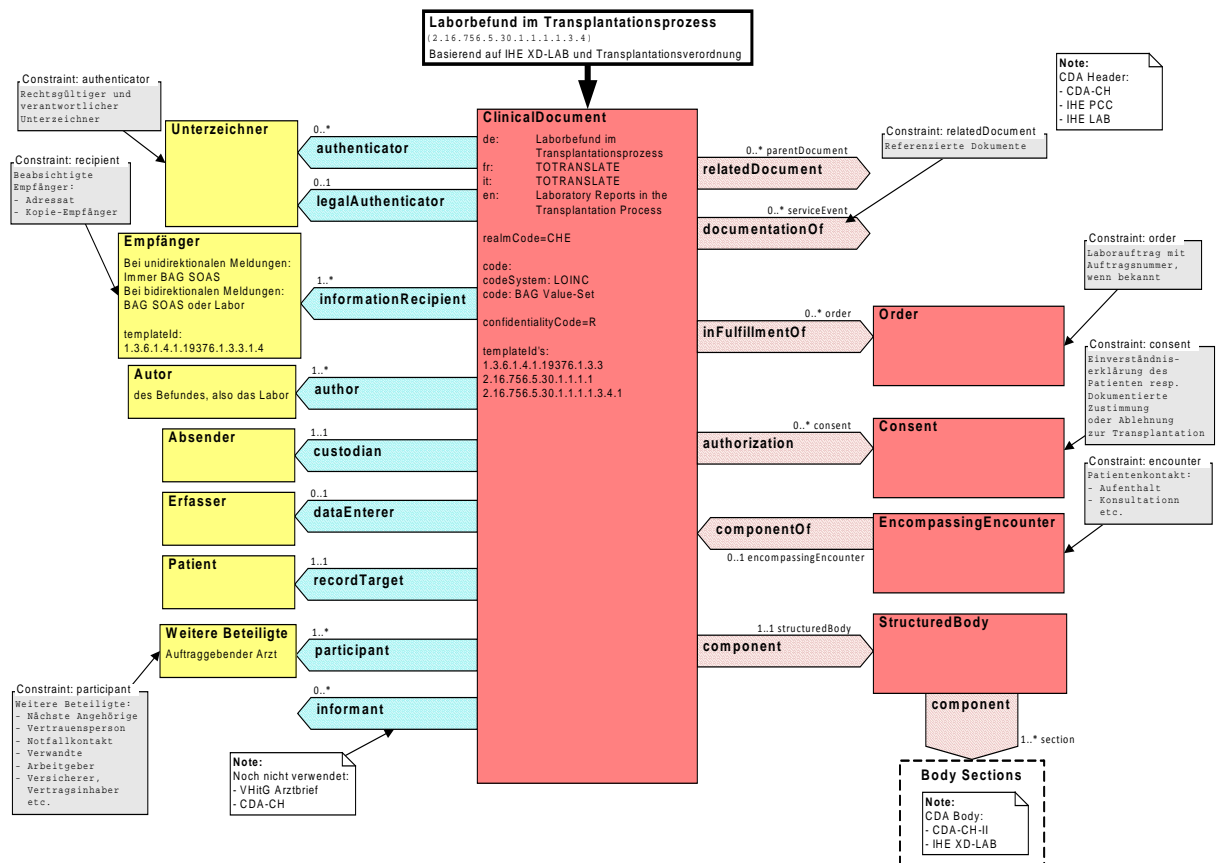 Laborbefund im Transplantationsprozess
(2.16.756.5.30.1.1.1.1.3.4)
Basierend auf IHE XD-LAB und Transplantationsverordnung
Note:
CDA Header:
- CDA-CH
- IHE PCC
- IHE LAB
Constraint: authenticator
Rechtsgültiger und
verantwortlicher
Unterzeichner
Constraint: recipient
Beabsichtigte
Empfänger:
- Adressat
- Kopie-Empfänger
Unterzeichner
0..*
authenticator
0..1
legalAuthenticator
Empfänger
Bei unidirektionalen Meldungen:
Immer BAG SOAS
Bei bidirektionalen Meldungen:
BAG SOAS oder Labor
templateId:
1.3.6.1.4.1.19376.1.3.3.1.4
1..*
informationRecipient
Autor
des Befundes, also das Labor
1..*
author
Absender
1..1
custodian
Erfasser
0..1
dataEnterer
Patient
1..1
recordTarget
Weitere Beteiligte
Auftraggebender Arzt
1..*
participant
0..*
informant
Constraint: participant
Weitere Beteiligte:
- Nächste Angehörige
- Vertrauensperson
- Notfallkontakt
- Verwandte
- Arbeitgeber
- Versicherer,
Vertragsinhaber
etc.
Note:
Noch nicht verwendet:
- VHitG Arztbrief
- CDA-CH
ClinicalDocument
de: Laborbefund im
Transplantationsprozess
fr: TOTRANSLATE
it: TOTRANSLATE
en: Laboratory Reports in the
Transplantation Process
realmCode=CHE
code:
codeSystem: LOINC
code: BAG Value-Set
confidentialityCode=R
templateId's:
1.3.6.1.4.1.19376.1.3.3
2.16.756.5.30.1.1.1.1
2.16.756.5.30.1.1.1.1.3.4.1
Constraint: relatedDocument
Referenzierte Dokumente
0..* parentDocument
relatedDocument
0..* serviceEvent
documentationOf
0..* order
inFulfillmentOf
Order
Constraint: order
Laborauftrag mit
Auftragsnummer,
wenn bekannt
0..* consent
authorization
Consent
Constraint: consent
Einverständnis-
erklärung des
Patienten resp.
Dokumentierte
Zustimmung
oder Ablehnung
zur Transplantation
componentOf
0..1 encompassingEncounter
EncompassingEncounter
Constraint: encounter
Patientenkontakt:
- Aufenthalt
- Konsultationn
etc.
1..1 structuredBody
component
StructuredBody
component
1..* section
Body Sections
Note:
CDA Body:
- CDA-CH-II
- IHE XD-LAB